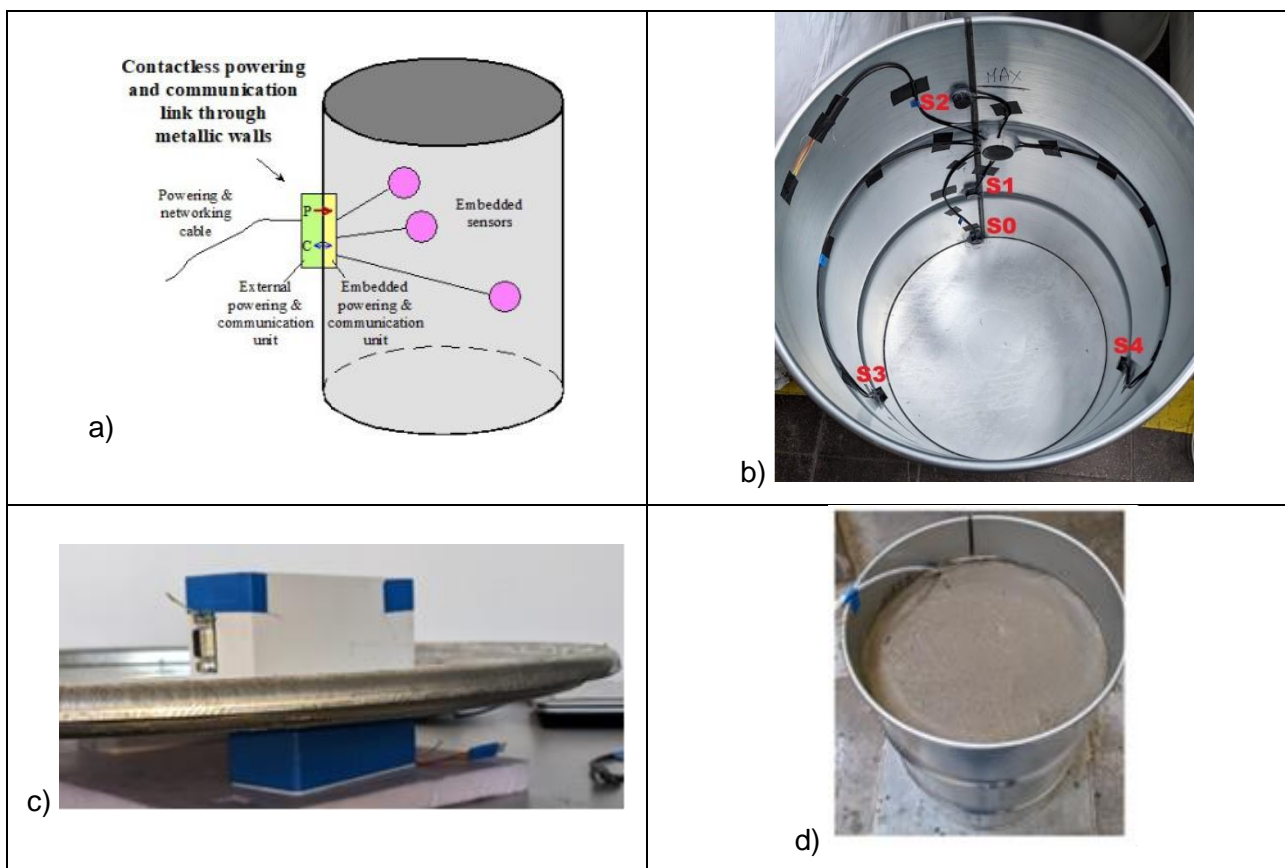 Contactless powering
and communication
link through
metallic walls
Powering &
networking
cable
P
C
Embedded
sensors
External
powering &
communication
unit
Embedded
powering &
communication
unit
a)
MAX
S2
S1
S0
S4
S3
b)
c)
d)